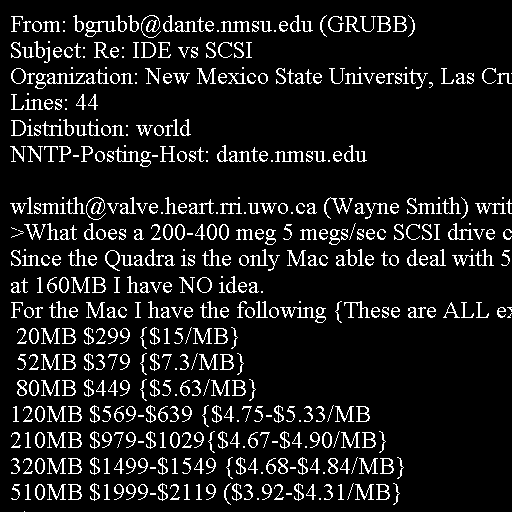 From: bgrubb@dante.nmsu.edu (GRUBB)
Subject: Re: IDE vs SCSI
Organization: New Mexico State University, Las Cru
Lines: 44
Distribution: world
NNTP-Posting-Host: dante.nmsu.edu
wlsmith@valve.heart.rri.uwo.ca (Wayne Smith) writ
>What does a 200-400 meg 5 megs/sec SCSI drive c
Since the Quadra is the only Mac able to deal with 5
at 160MB I have NO idea.
For the Mac I have the following {These are ALL ex
20MB $299 {$15/MB}
52MB $379 {$7.3/MB}
80MB $449 {$5.63/MB}
120MB $569-$639 {$4.75-$5.33/MB
210MB $979-$1029{$4.67-$4.90/MB}
320MB $1499-$1549 {$4.68-$4.84/MB}
510MB $1999-$2119 ($3.92-$4.31/MB}